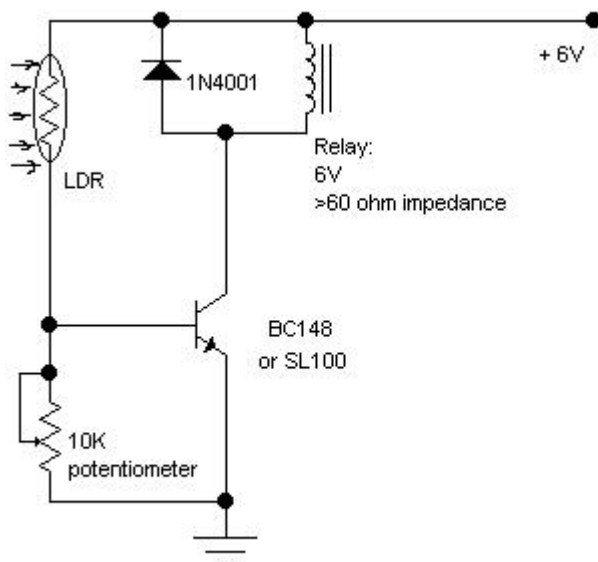 + 6V
1N4001
Relay:
6V
>60 ohm impedance
LDR
BC148
or SL100
10K
potentiometer